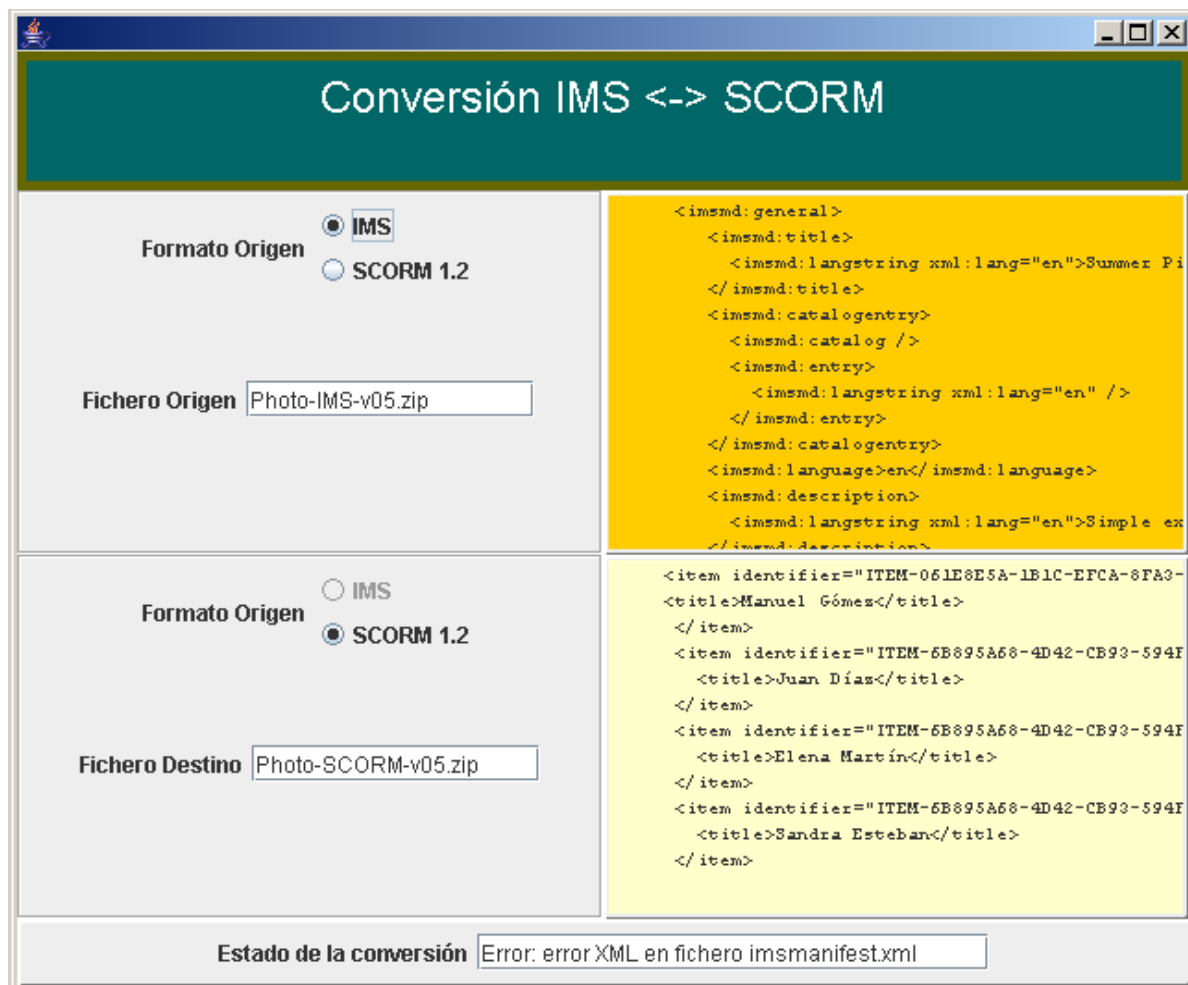 Conversión IMS <-> SCORM
Formato Origen
IMS
SCORM 1.2
Fichero Origen Photo-IMS-v05.zip
<imsmd:general>
<imsmd:title>
<imsmd:langstring xml:lang="en">Summer Pi
</imsmd:title>
<imsmd:catalogentry>
<imsmd:catalog />
<imsmd:entry>
<imsmd:langstring xml:lang="en" />
</imsmd:entry>
</imsmd:catalogentry>
<imsmd:language>en</imsmd:language>
<imsmd:description>
<imsmd:langstring xml:lang="en">Simple ex
</imsmd:description>
Formato Origen
IMS
SCORM 1.2
Fichero Destino Photo-SCORM-v05.zip
<item identifier="ITEM-061E8E5A-1B1C-EFCA-8FA3-
<title>Manuel Gómez</title>
</item>
<item identifier="ITEM-6B895A68-4D42-CB93-594F
<title>Juan Días</title>
</item>
<item identifier="ITEM-6B895A68-4D42-CB93-594F
<title>Elena Martín</title>
</item>
<item identifier="ITEM-6B895A68-4D42-CB93-594F
<title>Sandra Esteban</title>
</item>
Estado de la conversión Error: error XML en fichero imsmanifest.xml